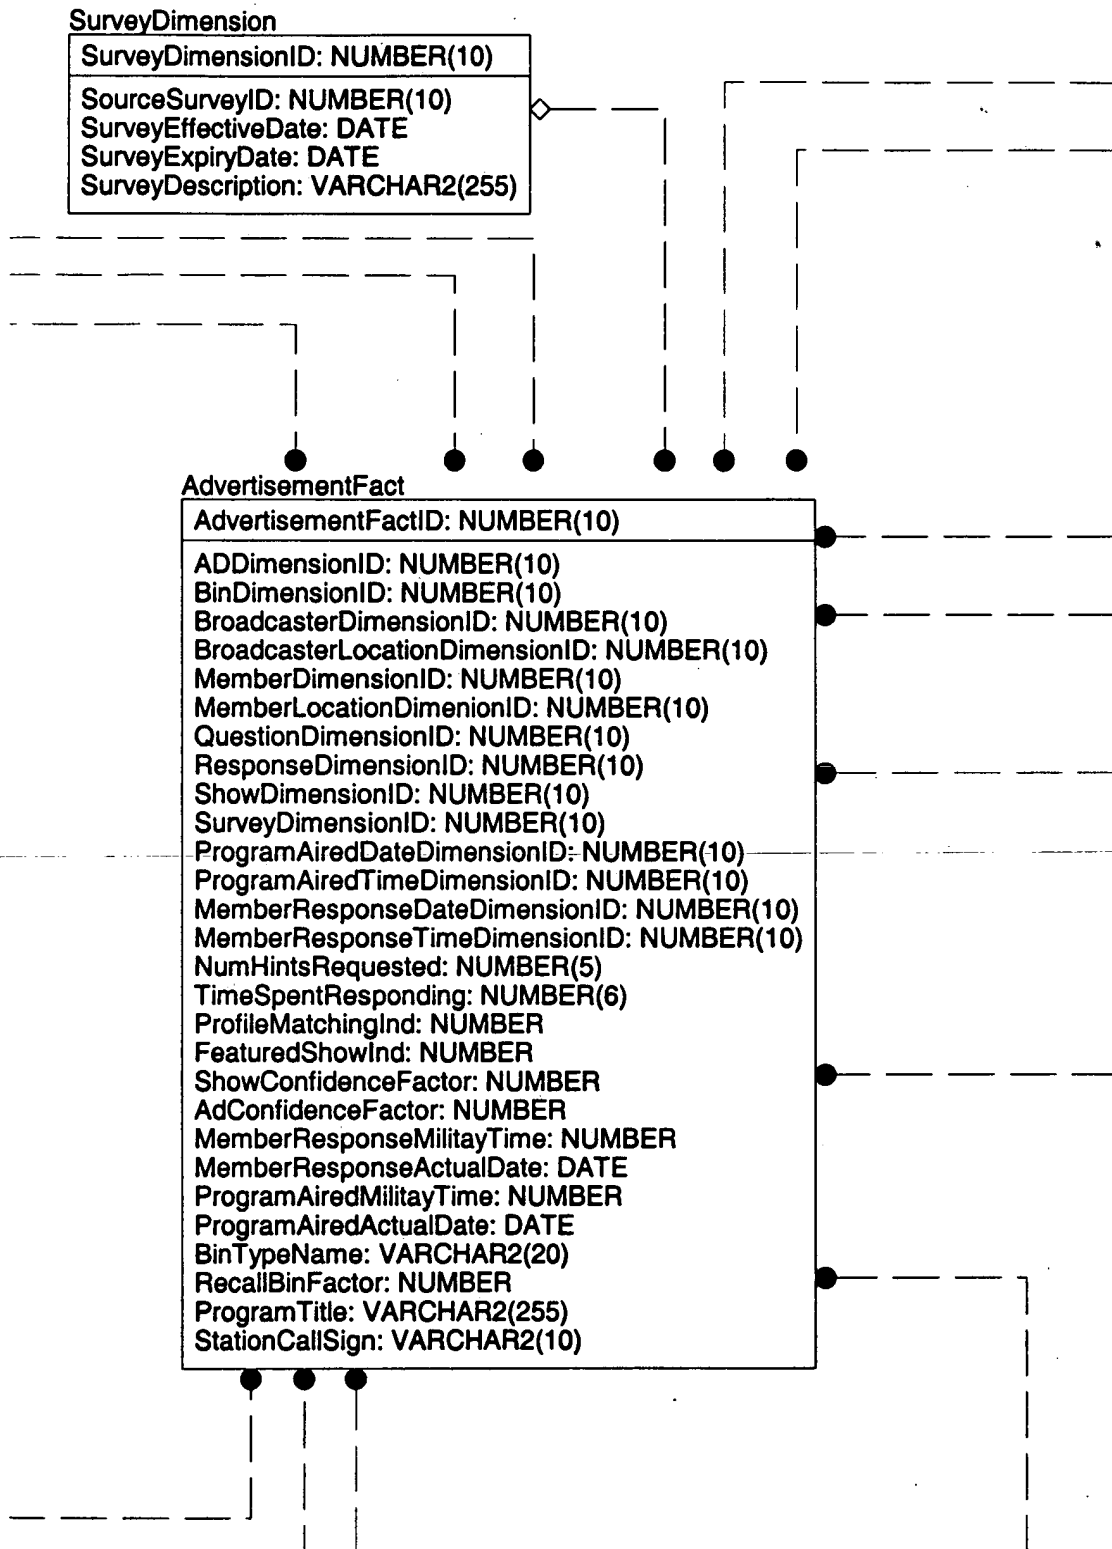 SurveyDimension
SurveyDimensionID: NUMBER(10)
SourceSurveyID: NUMBER(10)
SurveyEffectiveDate: DATE
SurveyExpiryDate: DATE
SurveyDescription: VARCHAR2(255)
AdvertisementFact
AdvertisementFactID: NUMBER(10)
ADDimensionID: NUMBER(10)
BinDimensionID: NUMBER(10)
BroadcasterDimensionID: NUMBER(10)
BroadcasterLocationDimensionID: NUMBER(10)
MemberDimensionID: NUMBER(10)
MemberLocationDimenionID: NUMBER(10)
QuestionDimensionID: NUMBER(10)
ResponseDimensionID: NUMBER(10)
ShowDimensionID: NUMBER(10)
SurveyDimensionID: NUMBER(10)
ProgramAiredDateDimensionID: NUMBER(10)
ProgramAiredTimeDimensionID: NUMBER(10)
MemberResponseDateDimensionID: NUMBER(10)
MemberResponseTimeDimensionID: NUMBER(10)
NumHintsRequested: NUMBER(5)
TimeSpentResponding: NUMBER(6)
ProfileMatchingInd: NUMBER
FeaturedShowInd: NUMBER
ShowConfidenceFactor: NUMBER
AdConfidenceFactor: NUMBER
MemberResponseMilitayTime: NUMBER
MemberResponseActualDate: DATE
ProgramAiredMilitayTime: NUMBER
ProgramAiredActualDate: DATE
BinTypeName: VARCHAR2(20)
RecallBinFactor: NUMBER
ProgramTitle: VARCHAR2(255)
StationCallSign: VARCHAR2(10)